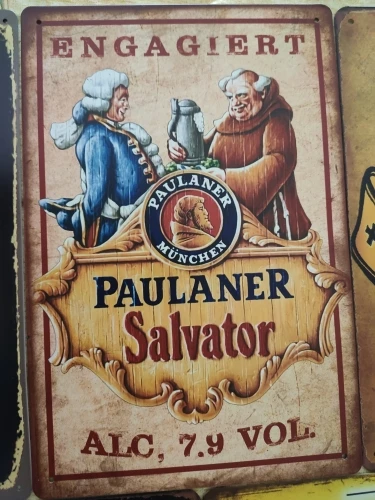 ENGAGIERT
PAULANER
MÜNCHEN
PAULANER
Salvator
ALC, 7.9 VOL.